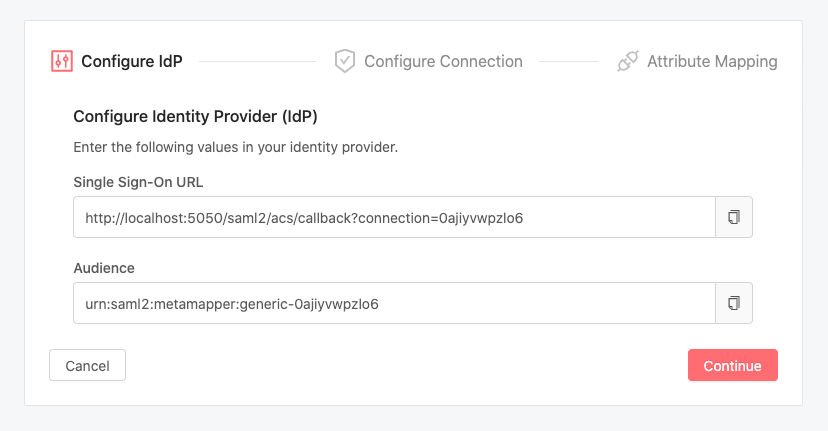 Configure IdP
Configure Connection
Attribute Mapping
Configure Identity Provider (IdP)
Enter the following values in your identity provider.
Single Sign-On URL
http://localhost:5050/saml2/acs/callback?connection=0ajiyvwpzlo6
Audience
urn:saml2:metamapper:generic-0ajiyvwpzlo6
Cancel
Continue